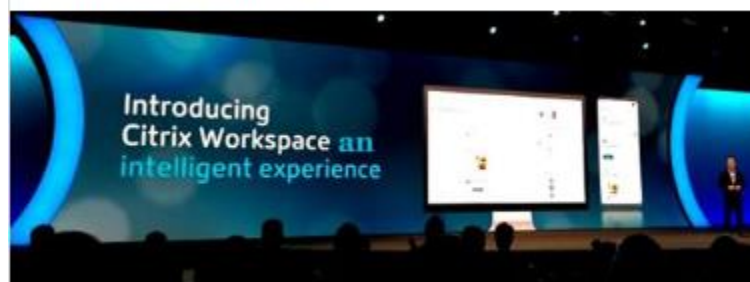 Introducing
Citrix Workspace an
intelligent experience